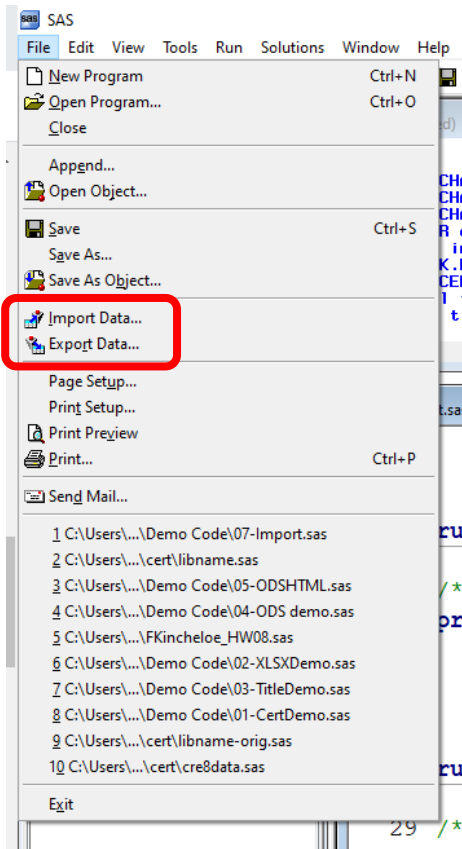 sas SAS
File Edit View Tools Run Solutions Window Help
New Program Ctrl+N
Open Program... Ctrl+O
Close
Append...
Open Object...
Save Ctrl+S
Save As...
Save As Object...
Import Data...
Export Data...
Page Setup...
Print Setup...
Print Preview
Print... Ctrl+P
Send Mail...
1 C:\Users\...\Demo Code\07-Import.sas
2 C:\Users\...\cert\libname.sas
3 C:\Users\...\Demo Code\05-ODSHTML.sas
4 C:\Users\...\Demo Code\04-ODS demo.sas
5 C:\Users\...\FKincheloe_HW08.sas
6 C:\Users\...\Demo Code\02-XLSXDemo.sas
7 C:\Users\...\Demo Code\03-TitleDemo.sas
8 C:\Users\...\Demo Code\01-CertDemo.sas
9 C:\Users\...\cert\libname-orig.sas
10 C:\Users\...\cert\cre8data.sas
Exit
29 /*